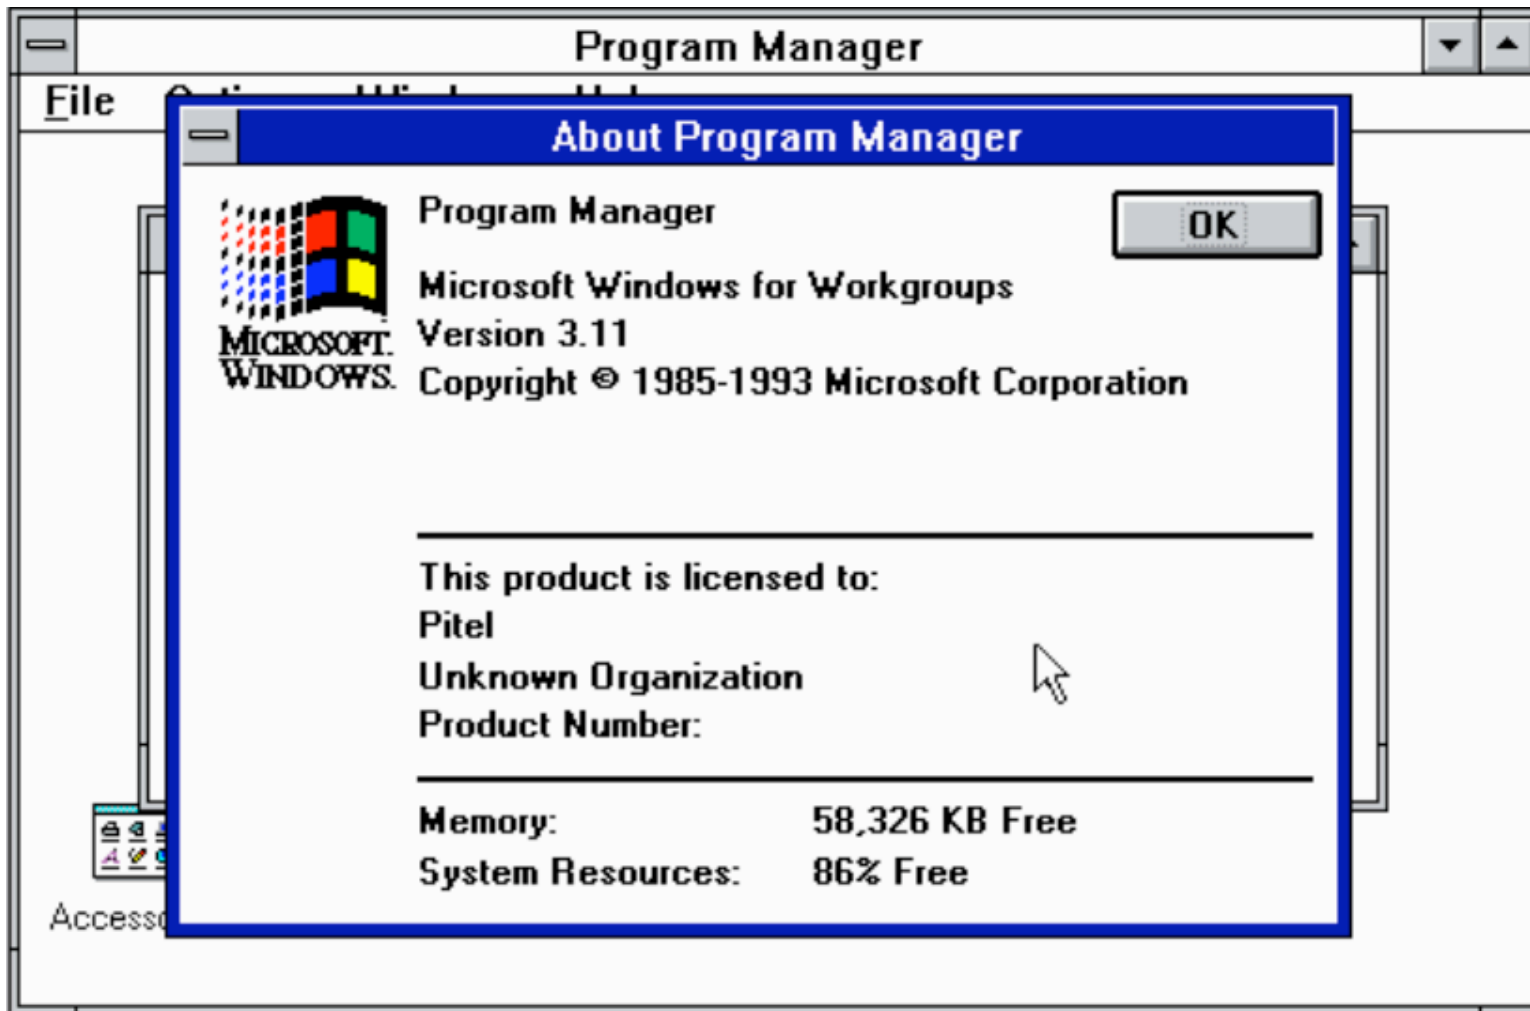 Program Manager
File
About Program Manager
Program Manager
OK
Microsoft Windows for Workgroups
Version 3.11
Copyright © 1985-1993 Microsoft Corporation
MICROSOFT.
WINDOWS.
This product is licensed to:
Pitel
Unknown Organization
Product Number:
Memory: 58,326 KB Free
System Resources: 86% Free